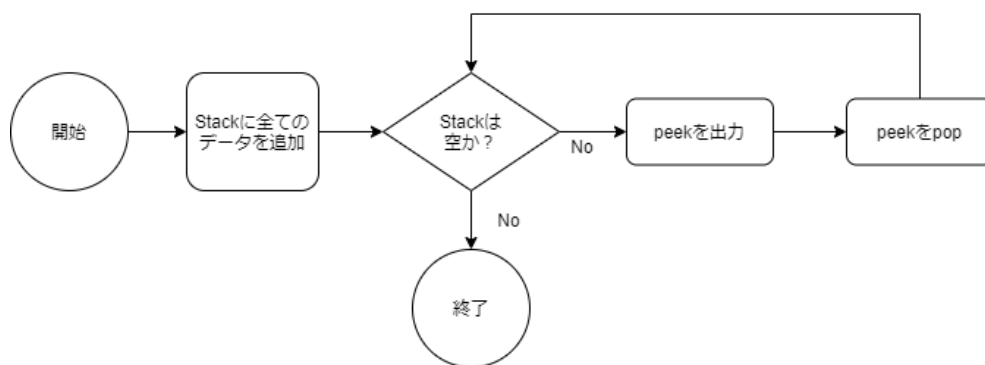 開始
Stackに全ての
データを追加
Stackは
空か？
No
peekを出力
peekをpop
No
終了